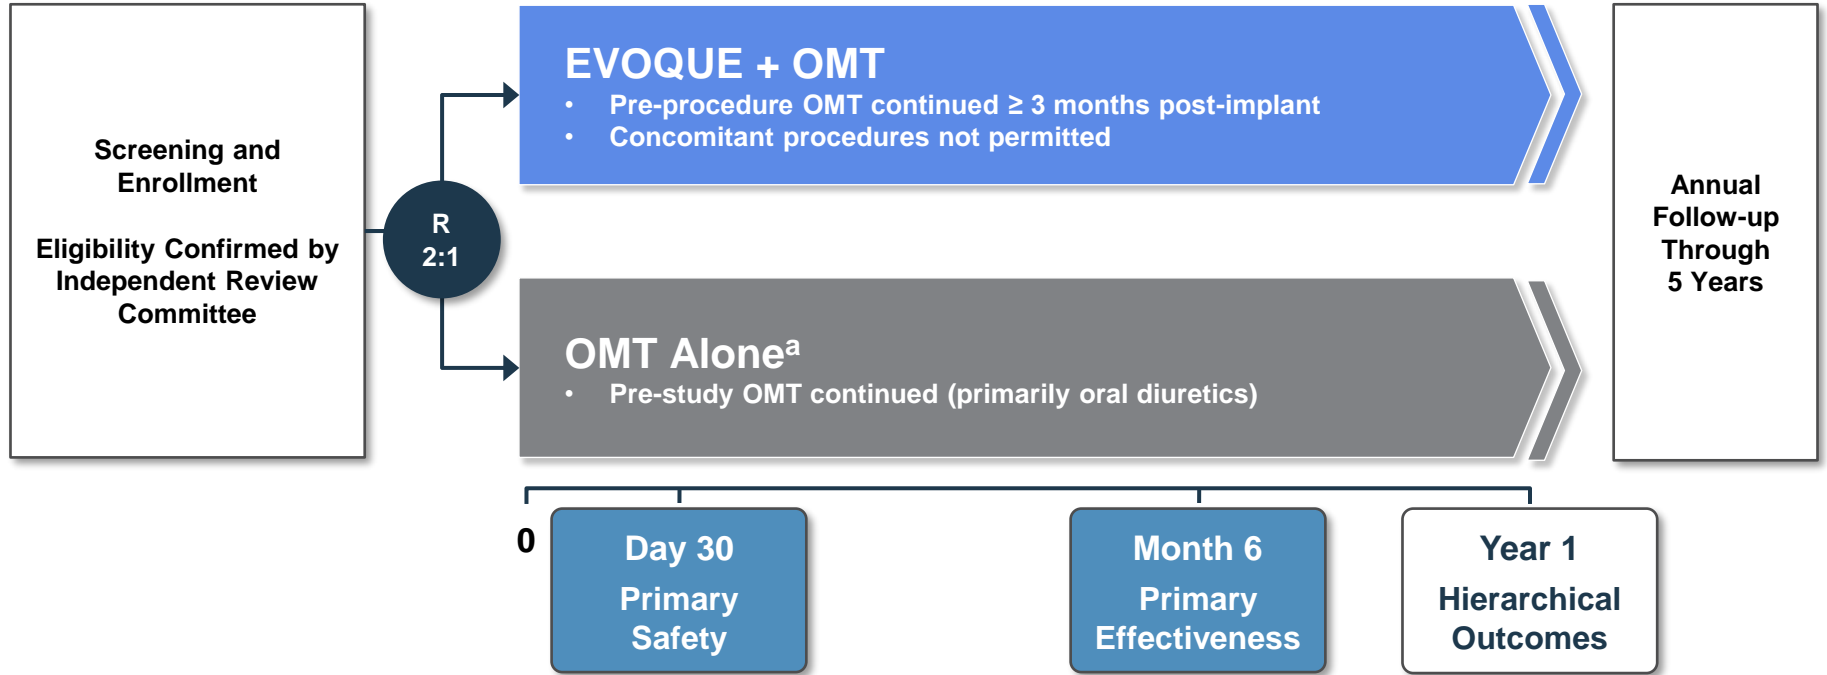 Screening and
Enrollment
Eligibility Confirmed by
Independent Review
Committee
R
2:1
EVOQUE + OMT
• Pre-procedure OMT continued ≥ 3 months post-implant
• Concomitant procedures not permitted
OMT Aloneᵃ
• Pre-study OMT continued (primarily oral diuretics)
Annual
Follow-up
Through
5 Years
0
Day 30
Primary
Safety
Month 6
Primary
Effectiveness
Year 1
Hierarchical
Outcomes